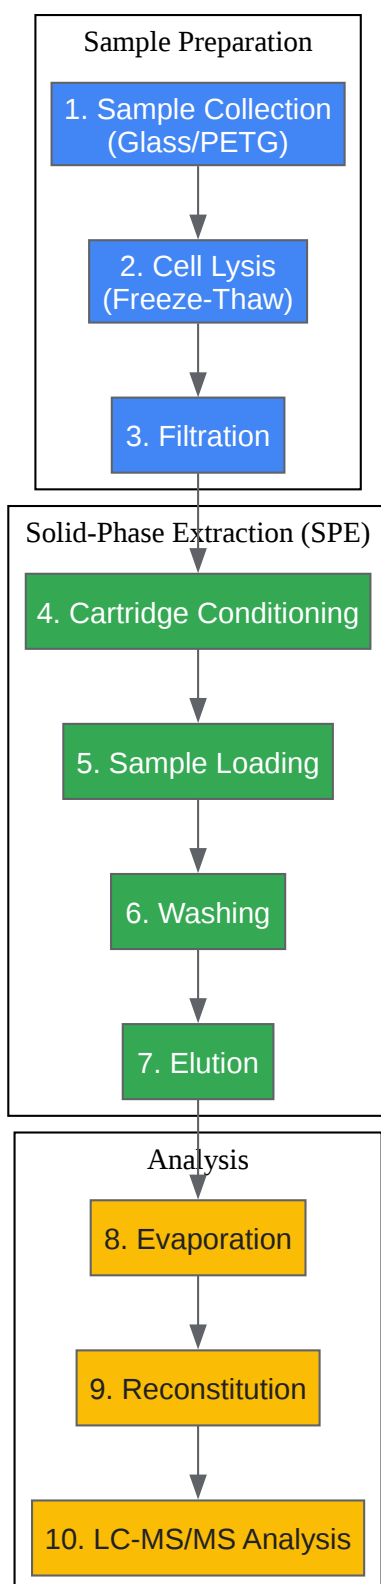 Sample Preparation
1. Sample Collection
(Glass/PETG)
2. Cell Lysis
(Freeze-Thaw)
3. Filtration
Solid-Phase Extraction (SPE)
4. Cartridge Conditioning
5. Sample Loading
6. Washing
7. Elution
Analysis
8. Evaporation
9. Reconstitution
10. LC-MS/MS Analysis